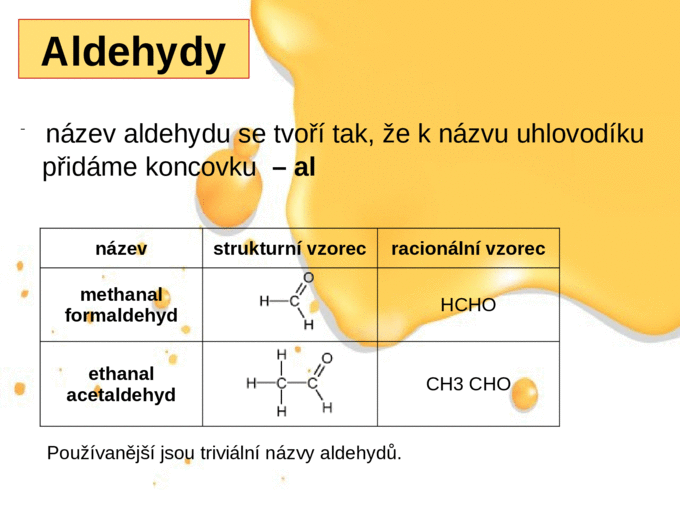 Aldehydy
- název aldehydu se tvoří tak, že k názvu uhlovodíku
přidáme koncovku – al
název strukturní vzorec racionální vzorec
methanal
formaldehyd
O
H C
H
HCHO
ethanal
acetaldehyd
H O
H C C
H H
CH3 CHO
Používanější jsou triviální názvy aldehydů.